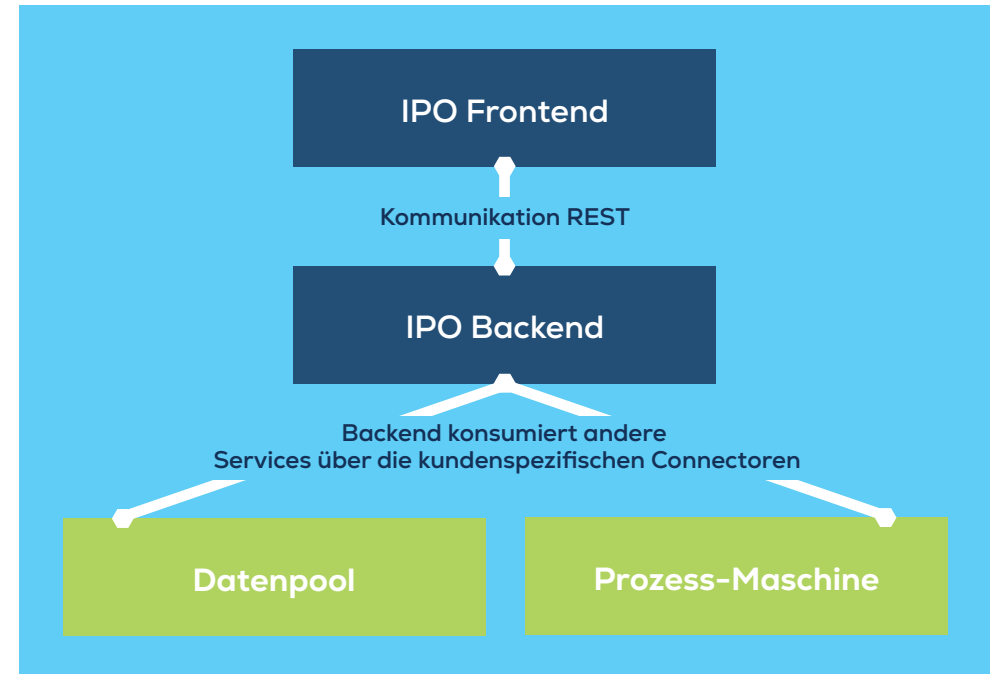 IPO Frontend
Kommunikation REST
IPO Backend
Backend konsumiert andere
Services über die kundenspezifischen Connectoren
Datenpool
Prozess-Maschine